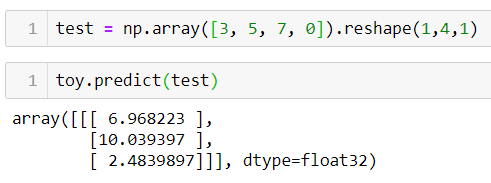 1 test = np.array([3, 5, 7, 0]).reshape(1,4,1)
1 toy.predict(test)
array([[[ 6.968223 ],
[10.039397 ],
[ 2.4839897]]], dtype=float32)